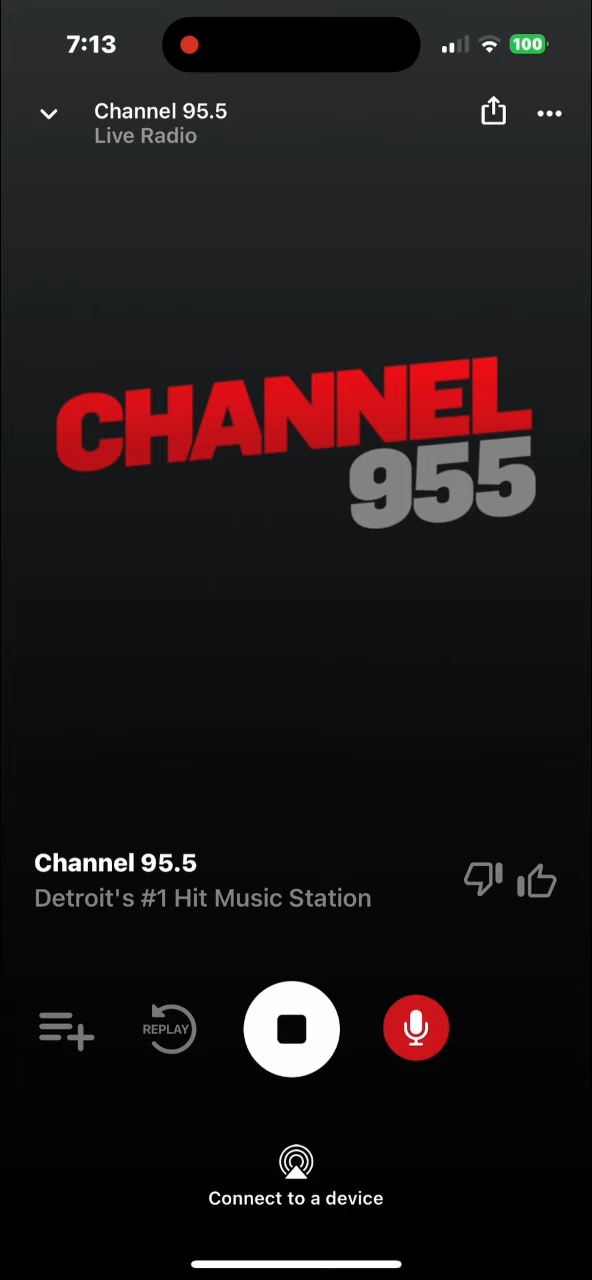 7:13
100
Channel 95.5
Live Radio
CHANNEL
955
Channel 95.5
Detroit's #1 Hit Music Station
REPLAY
Connect to a device